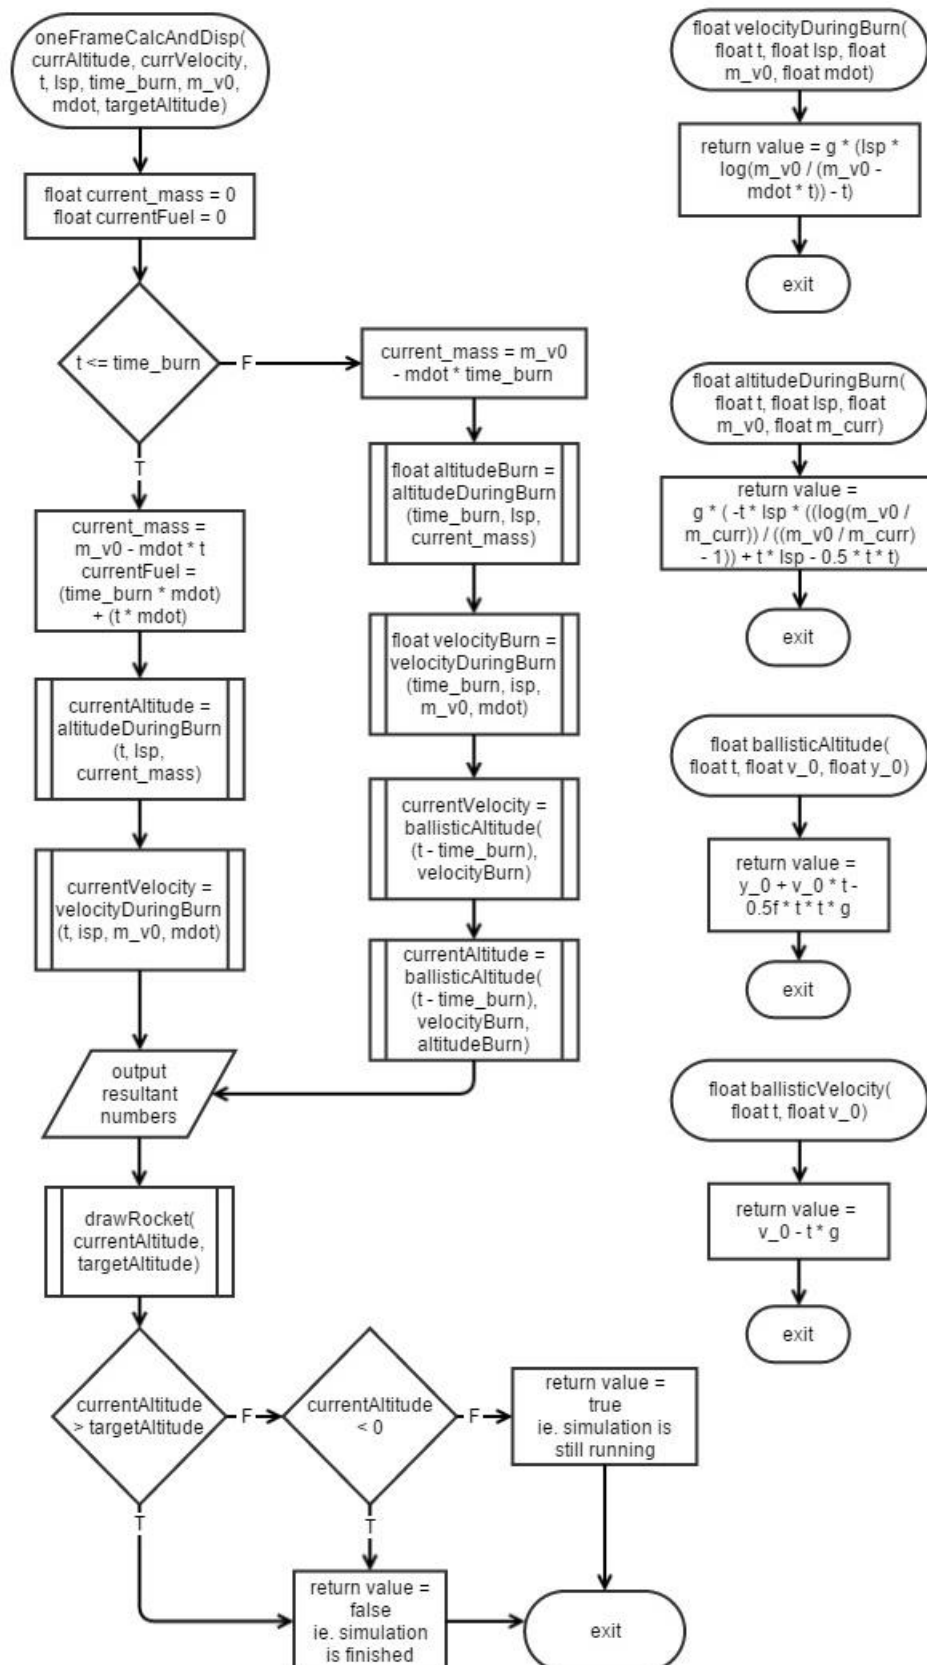 oneFrameCalcAndDisp(
currAltitude, currVelocity,
t, Isp, time_burn, m_v0,
mdot, targetAltitude)
float current_mass = 0
float currentFuel = 0
t <= time_burn
F
T
current_mass =
m_v0 - mdot * t
currentFuel =
(time_burn * mdot)
+ (t * mdot)
currentAltitude =
altitudeDuringBurn
(t, Isp,
current_mass)
currentVelocity =
velocityDuringBurn
(t, isp, m_v0, mdot)
current_mass = m_v0
- mdot * time_burn
float altitudeBurn =
altitudeDuringBurn
(time_burn, Isp,
current_mass)
float velocityBurn =
velocityDuringBurn
(time_burn, isp,
m_v0, mdot)
currentVelocity =
ballisticAltitude(
(t - time_burn),
velocityBurn)
currentAltitude =
ballisticAltitude(
(t - time_burn),
velocityBurn,
altitudeBurn)
output
resultant
numbers
drawRocket(
currentAltitude,
targetAltitude)
currentAltitude
> targetAltitude
F
T
currentAltitude
< 0
F
T
return value =
true
ie. simulation is
still running
return value =
false
ie. simulation
is finished
exit
float velocityDuringBurn(
float t, float Isp, float
m_v0, float mdot)
return value = g * (Isp *
log(m_v0 / (m_v0 -
mdot * t)) - t)
exit
float altitudeDuringBurn(
float t, float Isp, float
m_v0, float m_curr)
return value =
g * ( -t * Isp * ((log(m_v0 /
m_curr)) / ((m_v0 / m_curr)
- 1)) + t * Isp - 0.5 * t * t)
exit
float ballisticAltitude(
float t, float v_0, float y_0)
return value =
y_0 + v_0 * t -
0.5f * t * t * g
exit
float ballisticVelocity(
float t, float v_0)
return value =
v_0 - t * g
exit